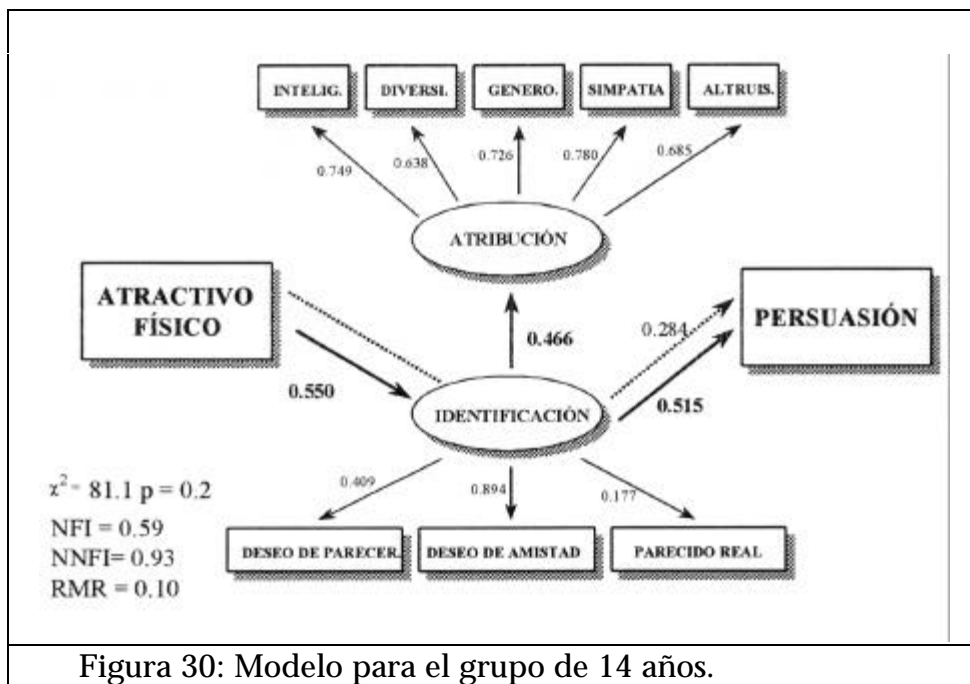 INTELIG. DIVERSI. GENERO. SIMPATIA ALTRUIS.
0.749 0.638 0.726 0.780 0.685
ATRIBUCIÓN
ATRACTIVO
FÍSICO
PERSUASIÓN
0.466
0.284
0.550
IDENTIFICACIÓN
0.515
0.409 0.894 0.177
DESEO DE PARECER. DESEO DE AMISTAD PARECIDO REAL
χ²= 81.1 p = 0.2
NFI = 0.59
NNFI= 0.93
RMR = 0.10
Figura 30: Modelo para el grupo de 14 años.